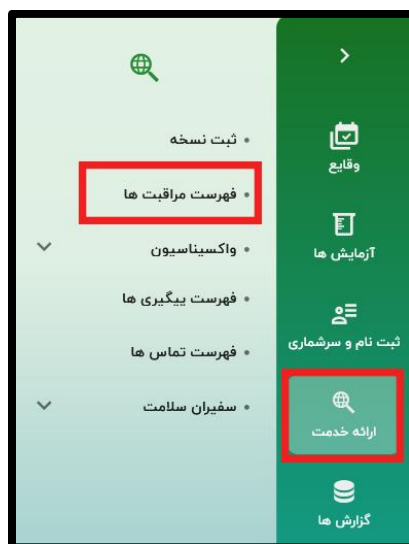 ثبت نسخه
فهرست مراقبت ها
واکسیناسیون
فهرست پیگیری ها
فهرست تماس ها
سفیران سلامت
وقایع
آزمایش ها
ثبت نام و سرشماری
ارائه خدمت
گزارش ها